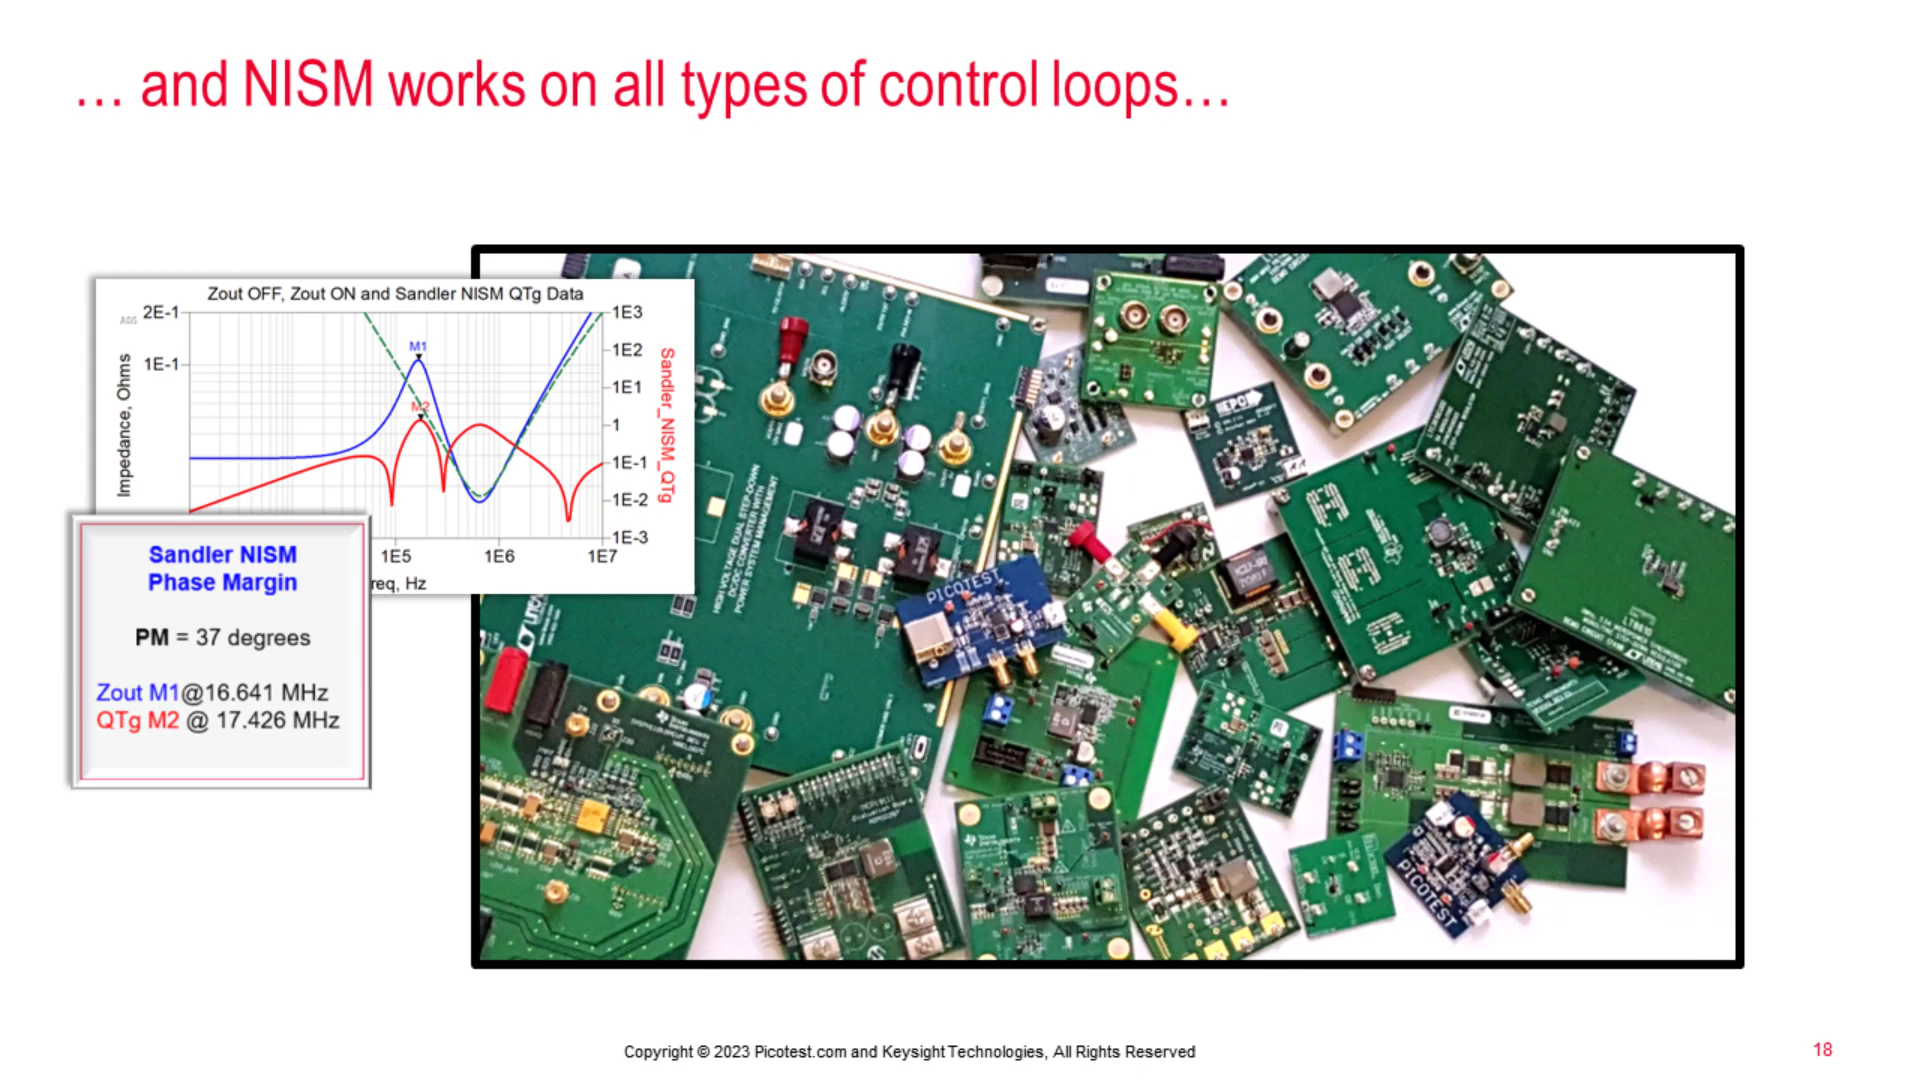 … and NISM works on all types of control loops…
Zout OFF, Zout ON and Sandler NISM QTg Data
ADS
2E-1
1E-1
Impedance, Ohms
M1
M2
1E3
1E2
1E1
1
1E-1
1E-2
1E-3
Sandler_NISM_QTg
1E5
1E6
1E7
req, Hz
Sandler NISM
Phase Margin
PM = 37 degrees
Zout M1@16.641 MHz
QTg M2 @ 17.426 MHz
HIGH VOLTAGE DUAL STEP-DOWN
DC/DC CONVERTER WITH
POWER SYSTEM MANAGEMENT
PICOTEST
EPC
PICOTEST
Copyright © 2023 Picotest.com and Keysight Technologies, All Rights Reserved
18